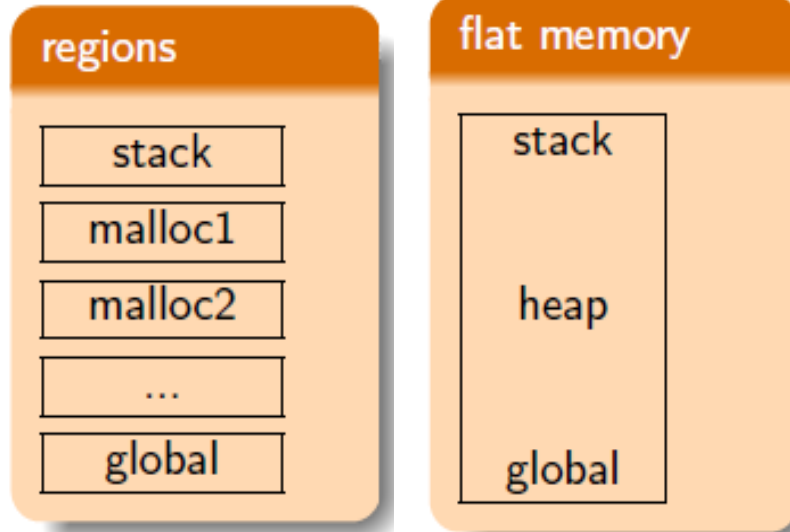 regions
stack
malloc1
malloc2
...
global
flat memory
stack
heap
global